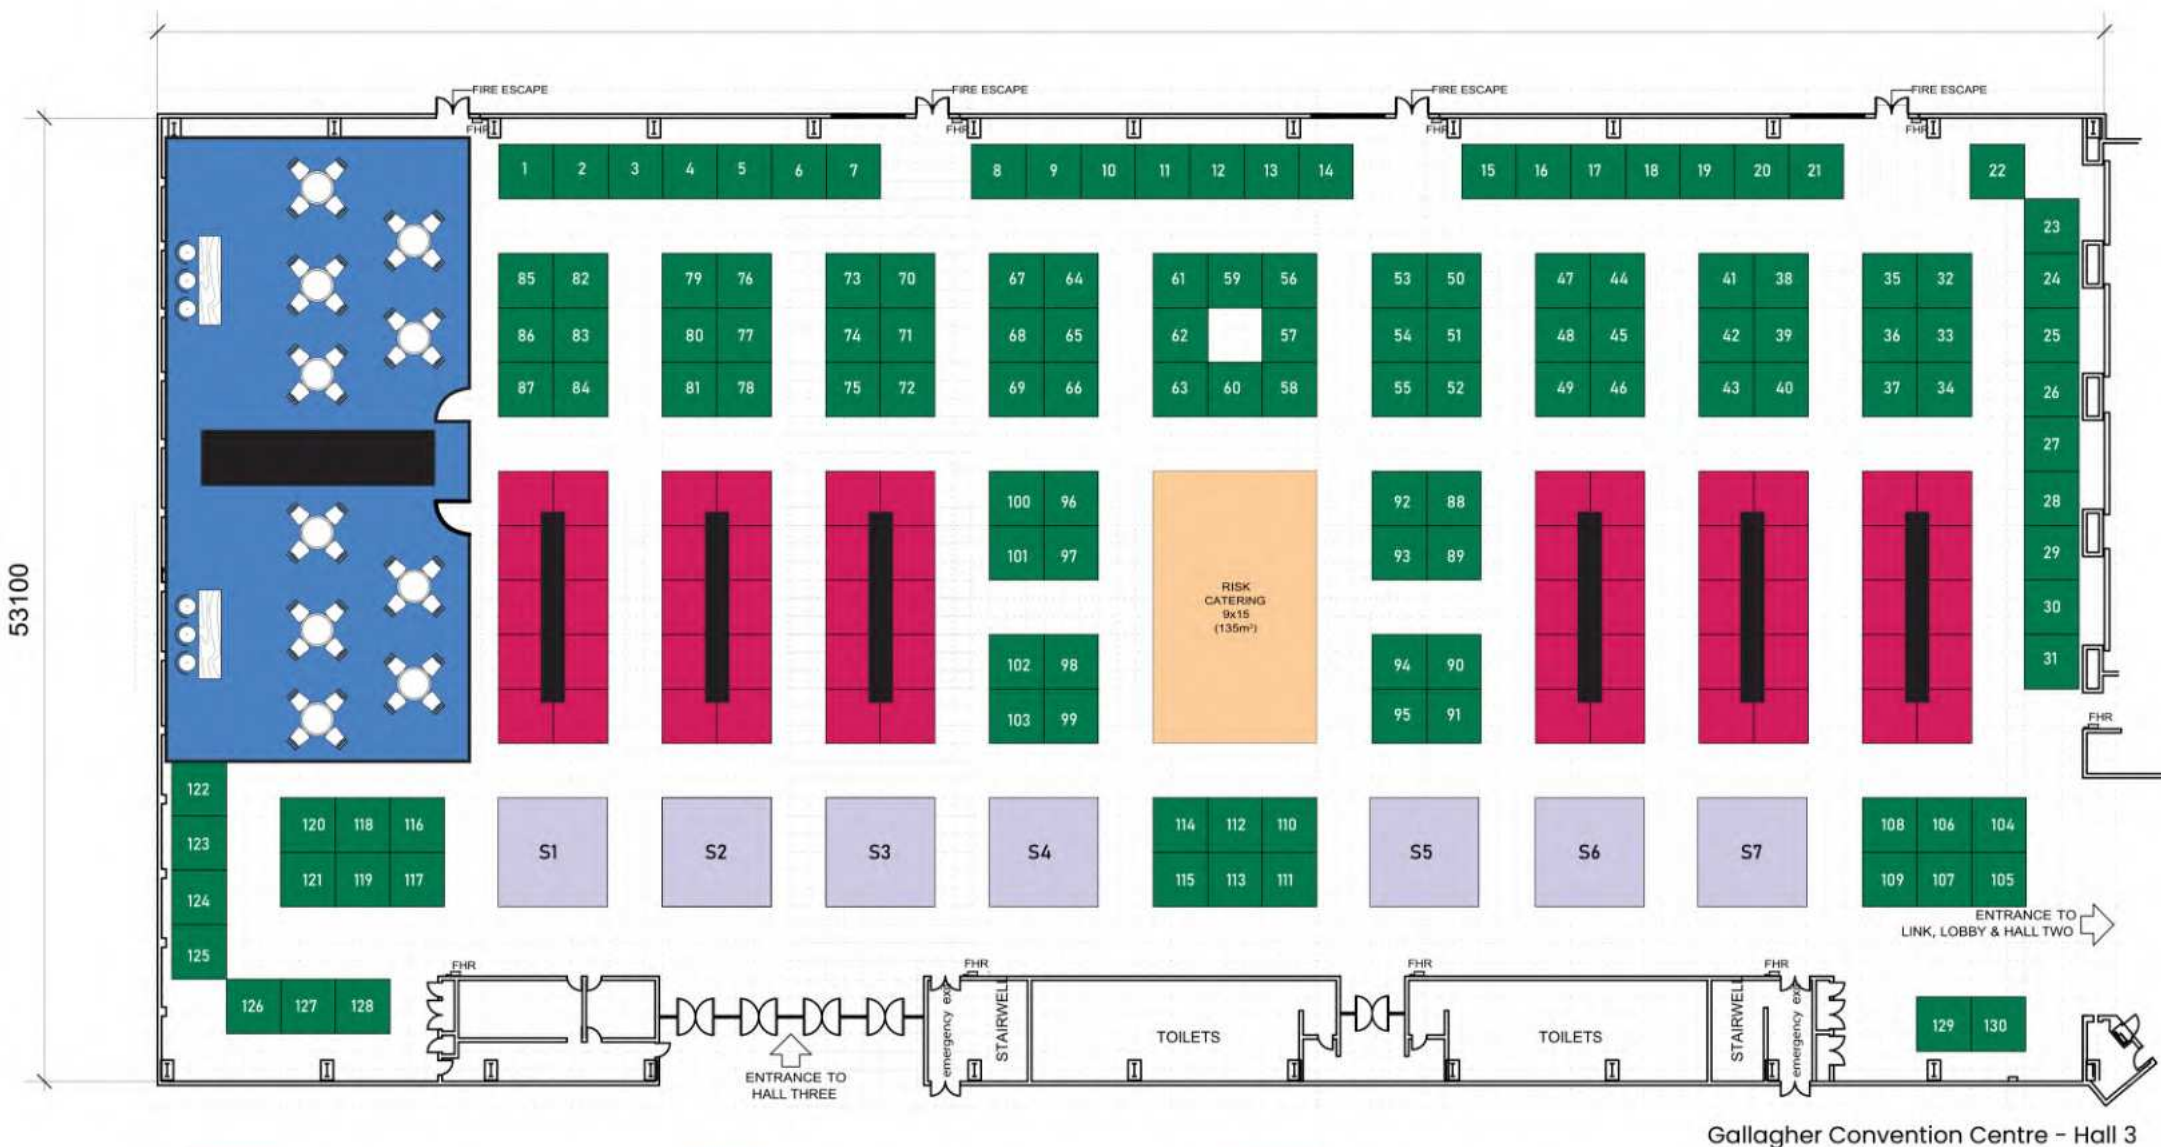 FIRE ESCAPE FIRE ESCAPE FIRE ESCAPE FIRE ESCAPE
FHR FHR FHR FHR
1 2 3 4 5 6 7 8 9 10 11 12 13 14 15 16 17 18 19 20 21 22
23
85 82 79 76 73 70 67 64 61 59 56 53 50 47 44 41 38 35 32 24
86 83 80 77 74 71 68 65 62 57 54 51 48 45 42 39 36 33 25
87 84 81 78 75 72 69 66 63 60 58 55 52 49 46 43 40 37 34 26
27
100 96 92 88 28
101 97 93 89 29
53100
RISK
CATERING
9x15
(135m²)
30
102 98 94 90 31
103 99 95 91
FHR
122
120 118 116 114 112 110 108 106 104
123 S1 S2 S3 S4 S5 S6 S7
121 119 117 115 113 111 109 107 105
124
ENTRANCE TO
LINK, LOBBY & HALL TWO
125
FHR FHR FHR FHR
126 127 128
emergency exi STAIRWELL TOILETS TOILETS STAIRWELL emergency exi
129 130
ENTRANCE TO
HALL THREE
Gallagher Convention Centre - Hall 3